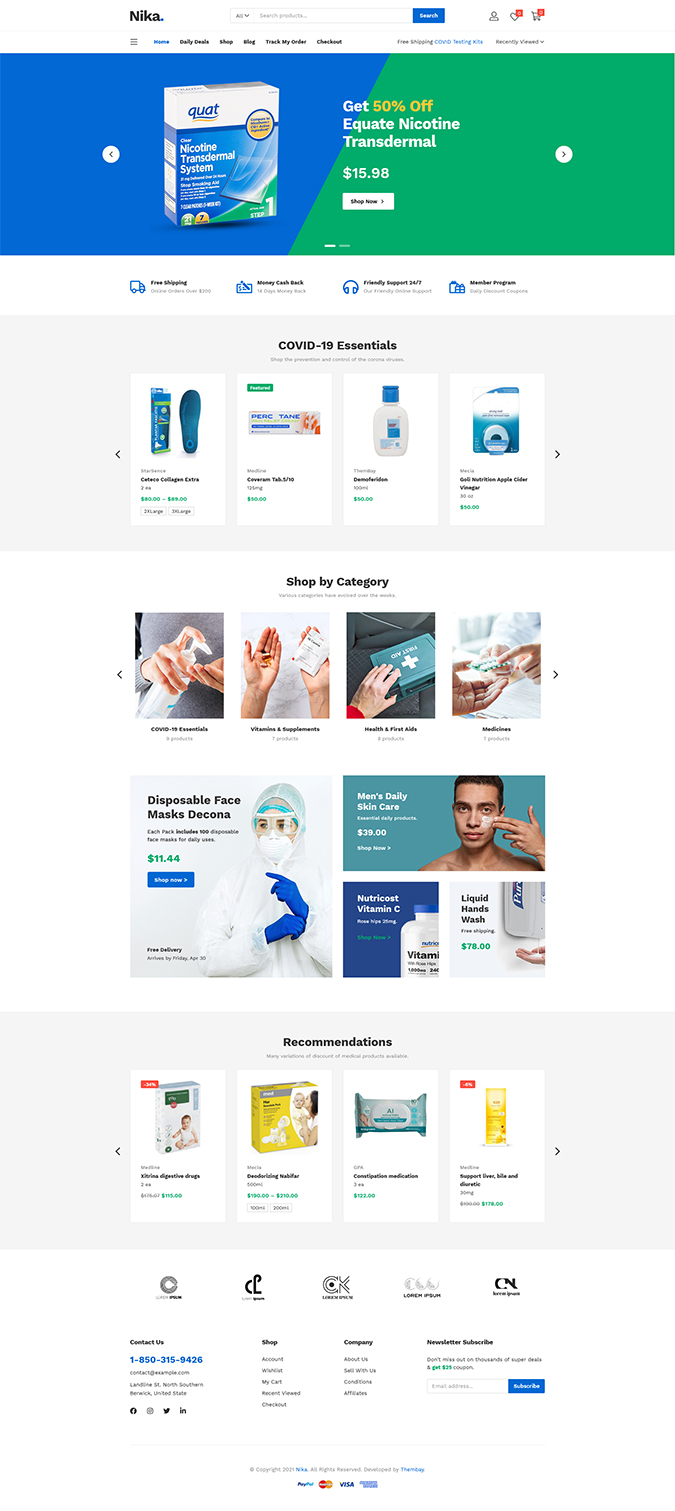 Nika.
All
Search products...
Search
0
0
Home Daily Deals Shop Blog Track My Order Checkout
Free Shipping COVID Testing Kits
Recently Viewed
quat
Clear
Nicotine
Transdermal
System
Stop Smoking Aid
STEP 1
Get 50% Off
Equate Nicotine
Transdermal
$15.98
Shop Now
Free Shipping
Online Orders Over $200
Money Cash Back
Days Money Back
Friendly Support 24/7
Our Friendly Online Support
Member Program
Daily Discount Coupons
COVID-19 Essentials
Shop the prevention and control of the corona viruses.
StarSence
Ceteco Collagen Extra
2 ea
$80.00 – $89.00
2XLarge 3XLarge
Featured
PERC TANE
Medline
Coveram Tab.5/10
125mg
$50.00
ThemBay
Demoferidon
100ml
$50.00
Mecia
Goli Nutrition Apple Cider
Vinegar
30 oz
$50.00
Shop by Category
Various categories have evolved over the weeks.
FIRST AID
COVID-19 Essentials
products
Vitamins & Supplements
7 products
Health & First Aids
products
Medicines
7 products
Disposable Face
Masks Decona
Each Pack includes 100 disposable
face masks for daily uses.
$11.44
Shop now >
Free Delivery
Arrives by Friday, Apr 30
Men's Daily
Skin Care
Essential daily products.
$39.00
Shop Now >
Nutricost
Vitamin C
Rose hips 25mg.
Shop Now >
nutrico
Vitami
Wth Rose Hips
1,000mg 240
Liquid
Hands
Wash
Free shipping.
$78.00
Recommendations
Many variations of discount of medical products available.
-34%
Medline
Xitrina digestive drugs
2 ea
$175.07 $115.00
Mecia
Deodorizing Nabifar
500ml
$190.00 – $210.00
100ml 200ml
AI
GPA
Constipation medication
3 ea
$122.00
Medline
Support liver, bile and
diuretic
30mg
$190.00 $178.00
LOREM IPSUM
Lorem ipsum
LOREM IPSUM
LOREM IPSUM
lorem ipsum
Contact Us
1-850-315-9426
contact@example.com
Landline St. North Southern
Berwick, United State
Shop
Account
Wishlist
My Cart
Recent Viewed
Checkout
Company
About Us
Sell With Us
Conditions
Affiliates
Newsletter Subscribe
Don't miss out on thousands of super deals
& get $25 coupon.
Email address...
Subscribe
© Copyright 2021 Nika. All Rights Reserved. Developed by Thembay.
PayPal
VISA